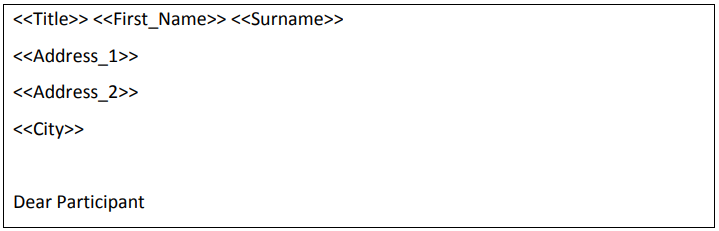 <<Title>> <<First_Name>> <<Surname>>
<<Address_1>>
<<Address_2>>
<<City>>
Dear Participant